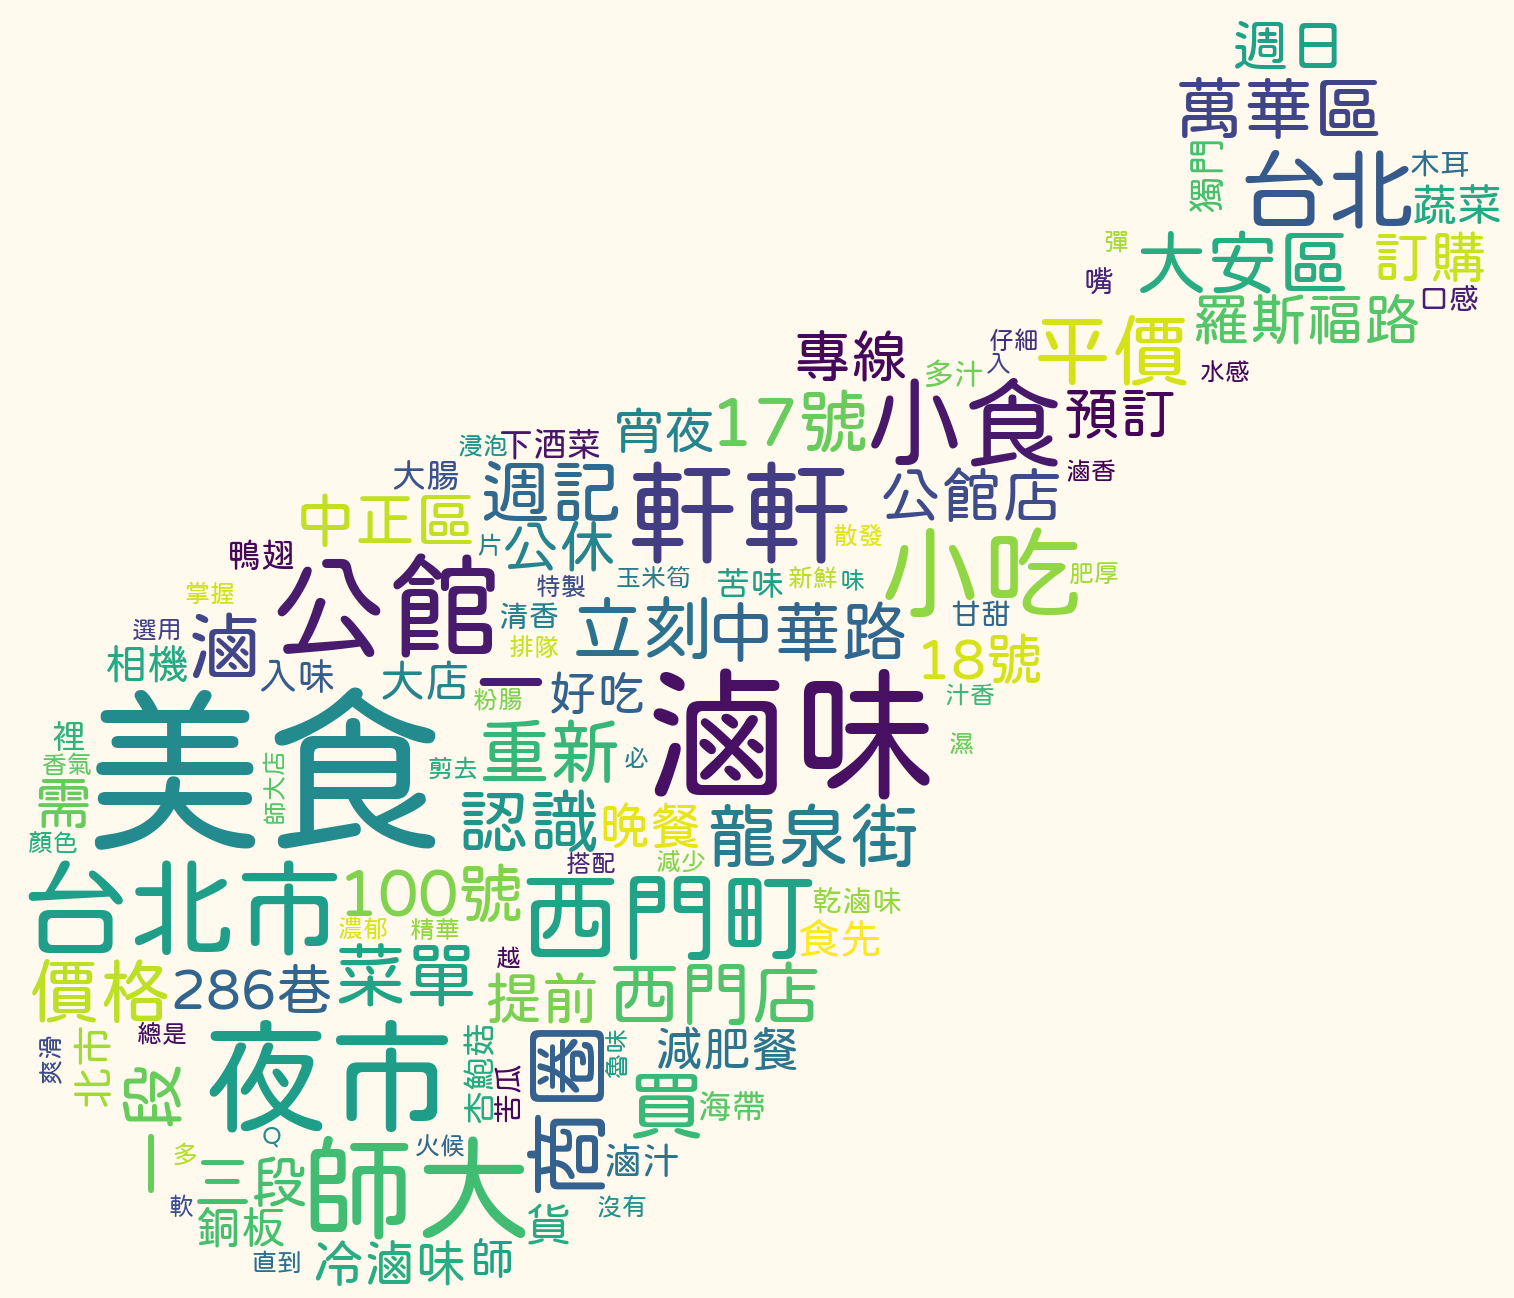 週日
萬華區
獨門
台北
木耳
蔬菜
彈
大安區
訂購
嘴
口感
羅斯福路
專線
仔細
入
平價
水感
多汁
小食
預訂
17號
宵夜
下酒菜
浸泡
滷香
大腸
週記
軒軒
公館店
中正區
片
公休
散發
小吃
鴨翅
公館
特製
玉米筍
苦味
新鮮
味
肥厚
掌握
清香
立刻
中華路
甘甜
選用
滷
排隊
18號
相機
入味
大店
一
粉腸
好吃
滷味
汁香
裡
香氣
美食
師大店
剪去
重新
必
濕
需
顏色
認識
晚餐
龍泉街
搭配
減少
台北市
100號
西門町
乾滷味
濃郁
精華
食先
價格
286巷
菜單
越
提前
西門店
總是
爽滑
北市
一段
夜市
杏鮑菇
苦瓜
商圈
魯味
減肥餐
買
海帶
Q
多
火候
三段
師大
滷汁
軟
銅板
貨
沒有
直到
冷滷味
師